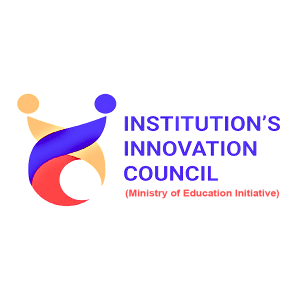 INSTITUTION'S
INNOVATION
COUNCIL
(Ministry of Education Initiative)